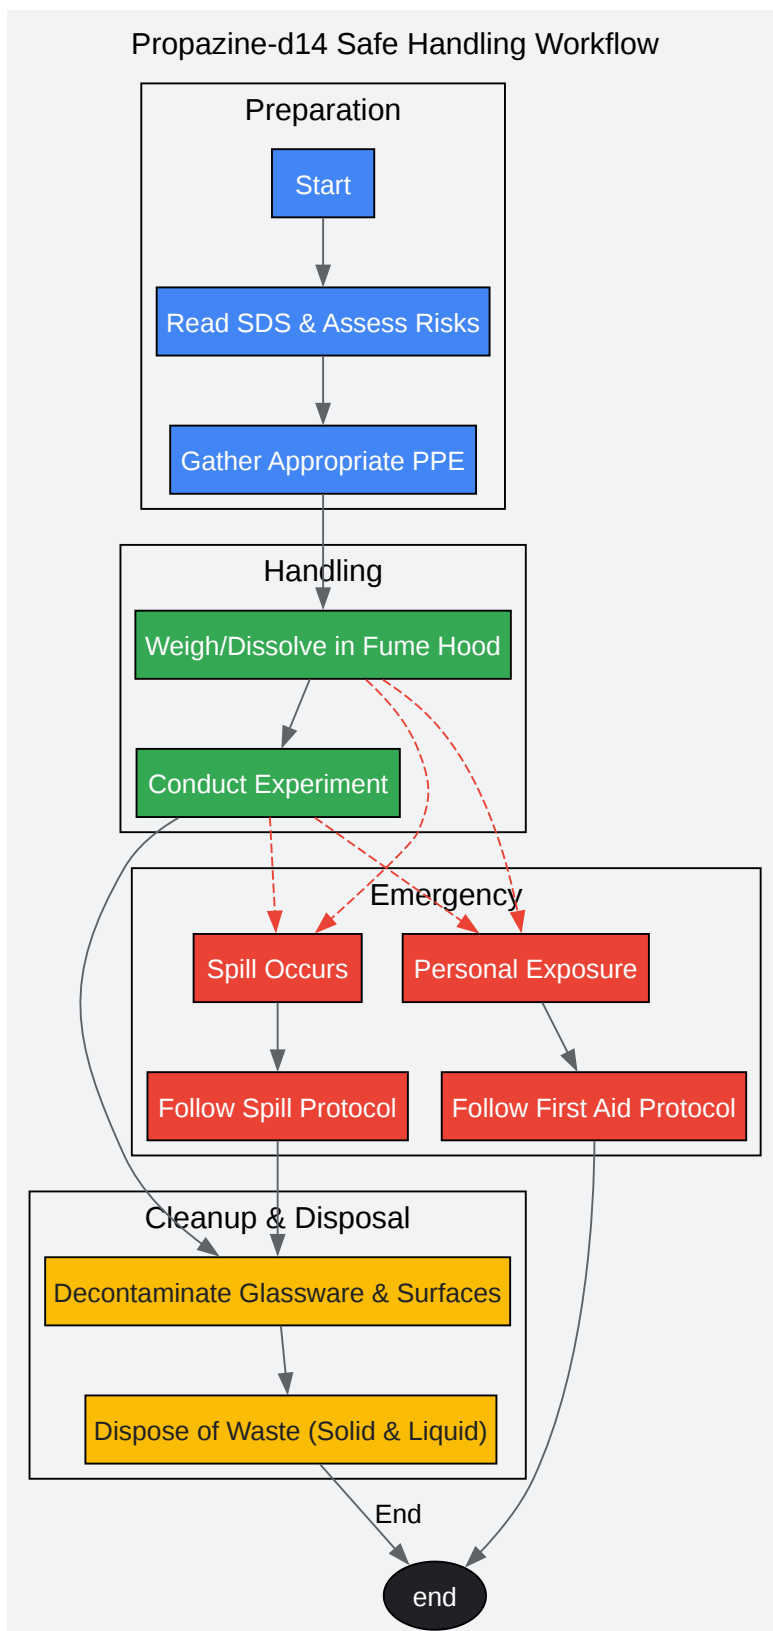 Propazine-d14 Safe Handling Workflow
Preparation
Start
Read SDS & Assess Risks
Gather Appropriate PPE
Handling
Weigh/Dissolve in Fume Hood
Conduct Experiment
Emergency
Spill Occurs
Personal Exposure
Follow Spill Protocol
Follow First Aid Protocol
Cleanup & Disposal
Decontaminate Glassware & Surfaces
Dispose of Waste (Solid & Liquid)
End
end